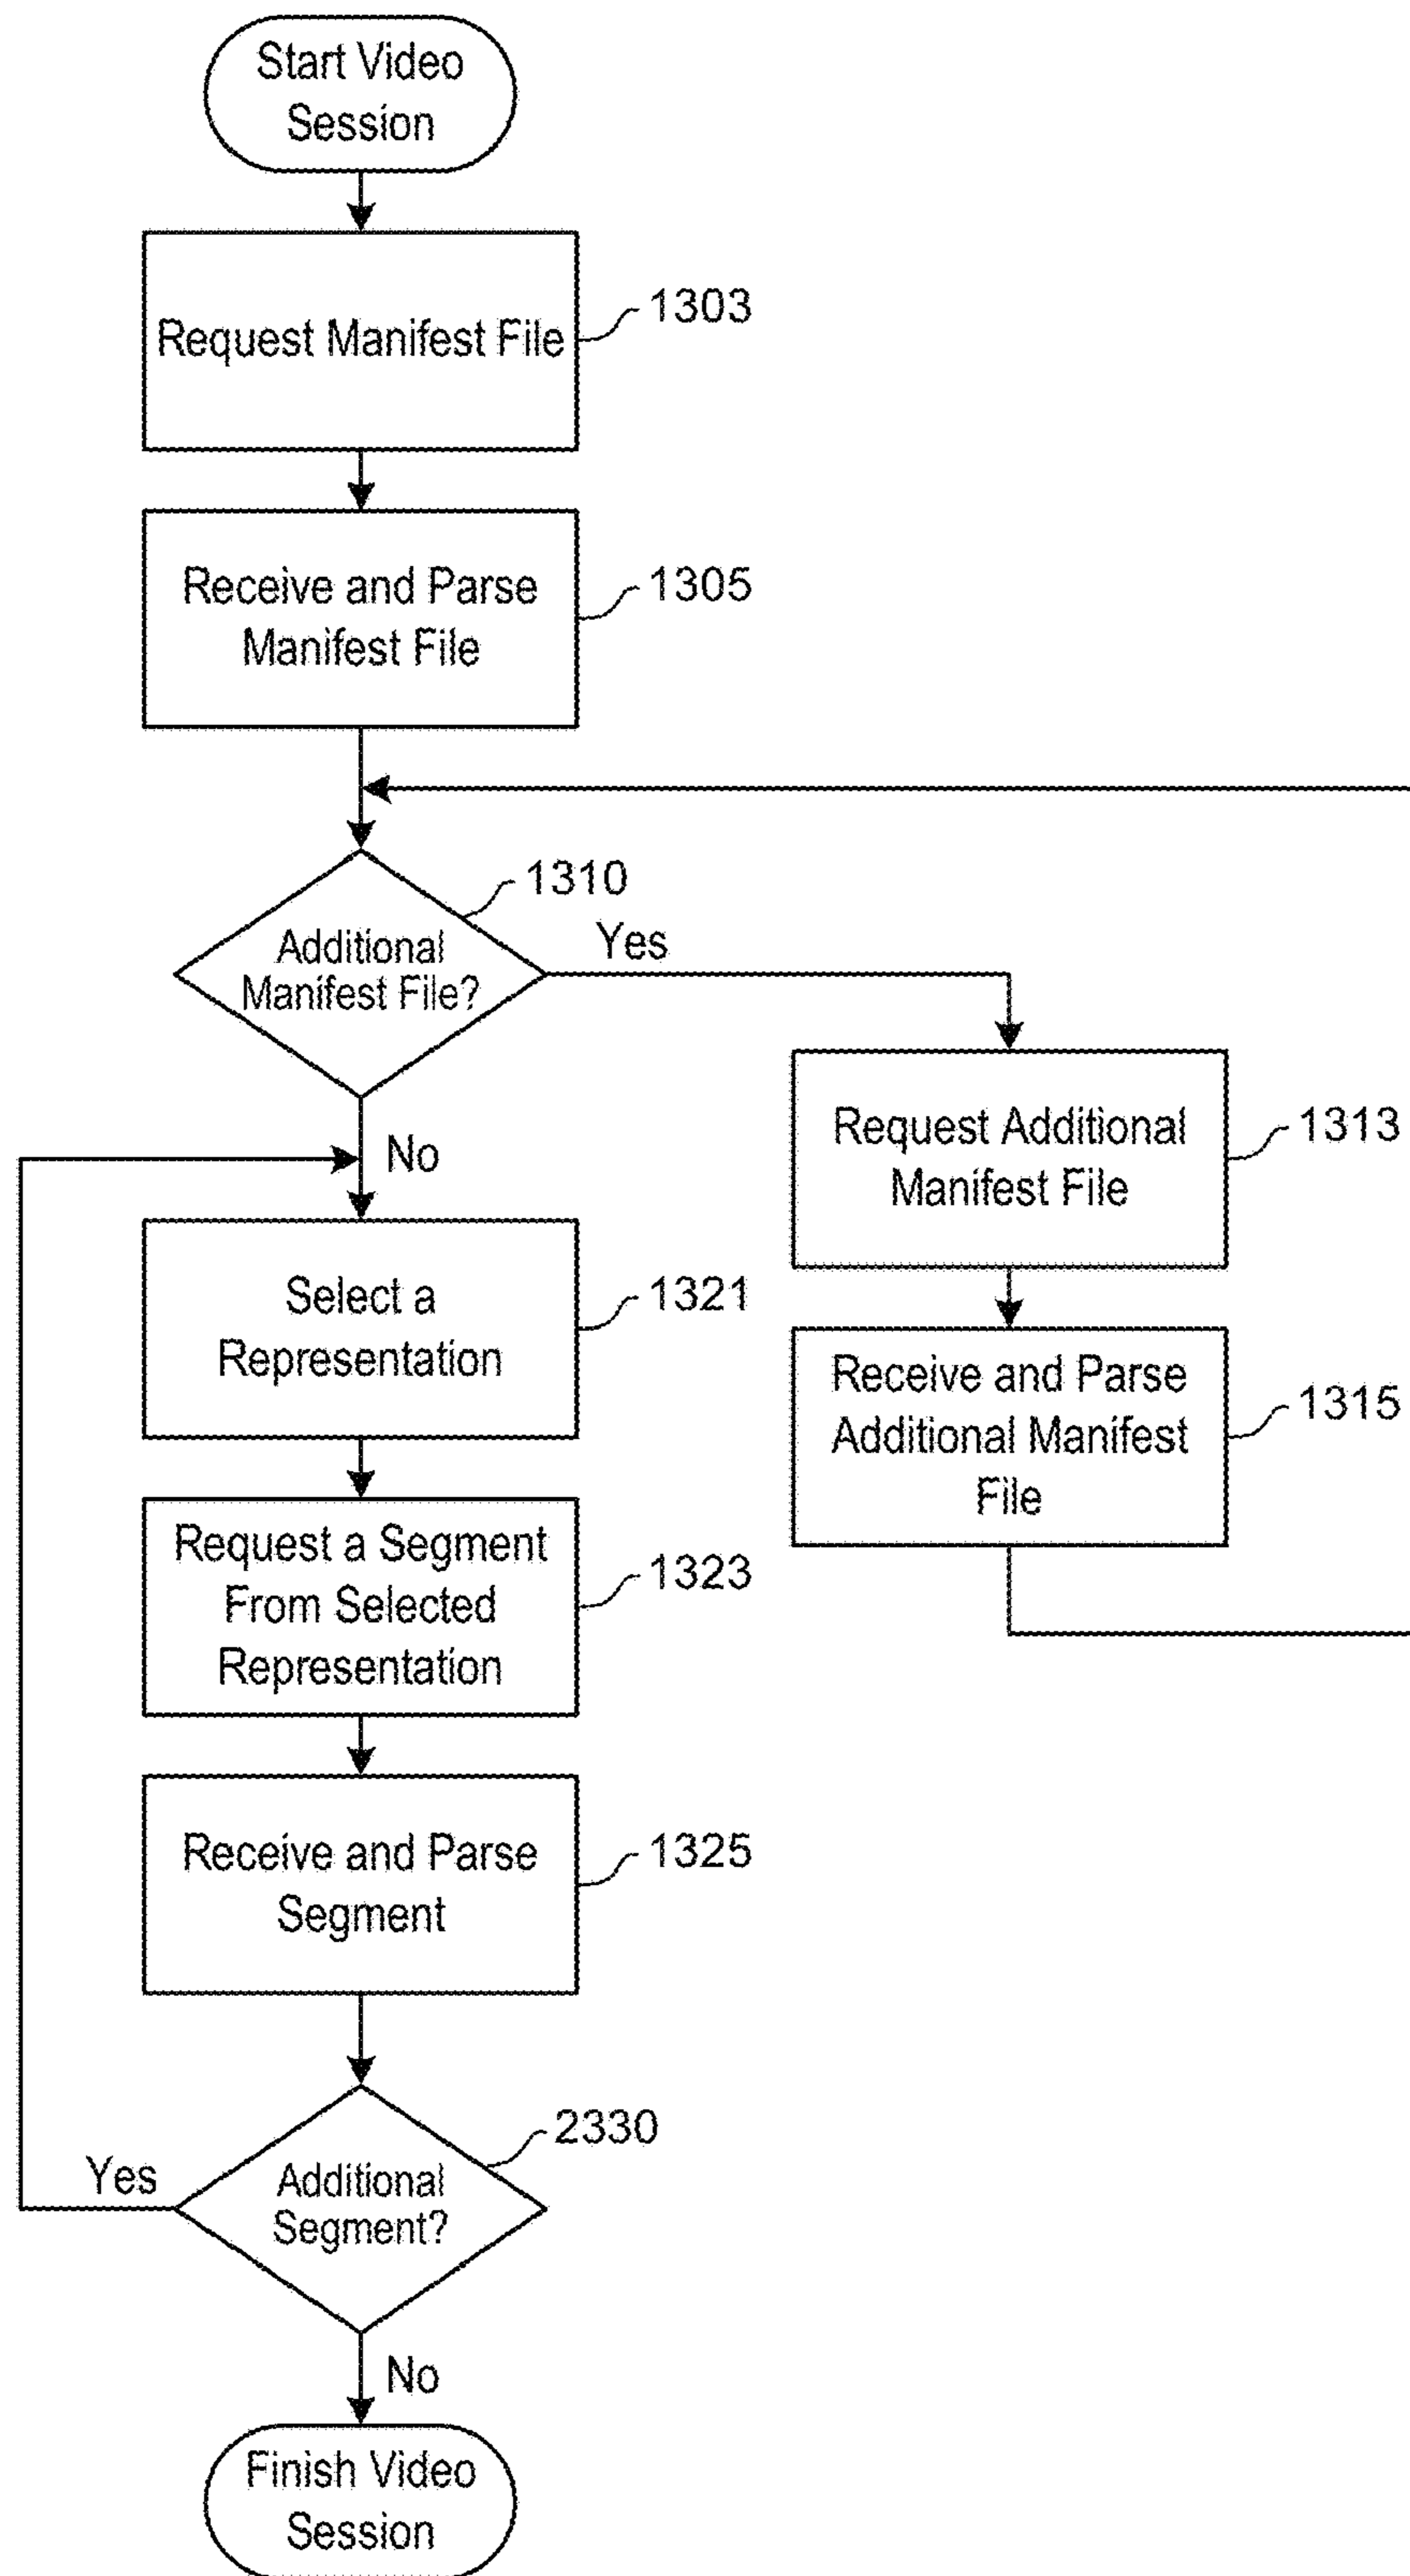 Start Video
Session
Request Manifest File
1303
Receive and Parse
Manifest File
1305
1310
Additional
Manifest File?
Yes
No
Request Additional
Manifest File
1313
Receive and Parse
Additional Manifest
File
1315
Select a
Representation
1321
Request a Segment
From Selected
Representation
1323
Receive and Parse
Segment
1325
2330
Additional
Segment?
Yes
No
Finish Video
Session